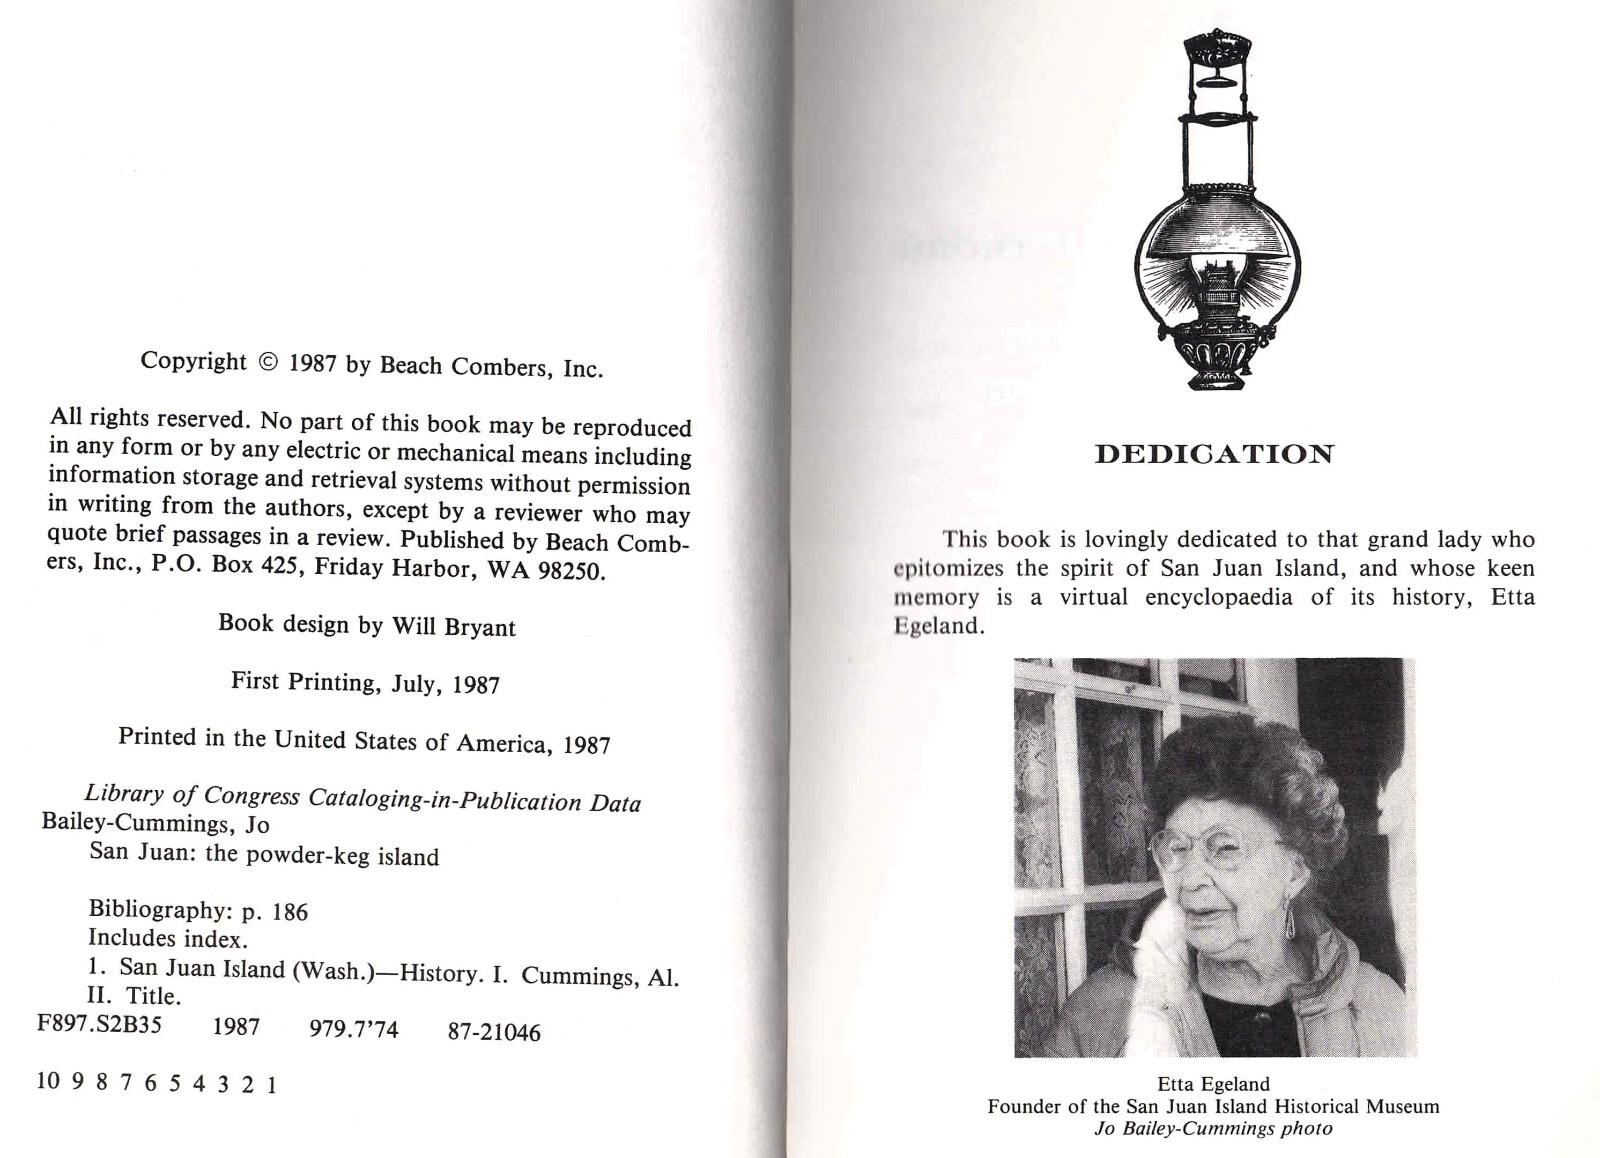 Copyright © 1987 by Beach Combers, Inc.
All rights reserved. No part of this book may be reproduced
in any form or by any electric or mechanical means including
information storage and retrieval systems without permission
in writing from the authors, except by a reviewer who may
quote brief passages in a review. Published by Beach Comb-
ers, Inc., P.O. Box 425, Friday Harbor, WA 98250.
Book design by Will Bryant
First Printing, July, 1987
Printed in the United States of America, 1987
Library of Congress Cataloging-in-Publication Data
Bailey-Cummings, Jo
San Juan: the powder-keg island
Bibliography: p. 186
Includes index.
1. San Juan Island (Wash.)—History. I. Cummings, Al.
II. Title.
F897.S2B35 1987 979.7’74 87-21046
10 9 8 7 6 5 4 3 2 1
DEDICATION
This book is lovingly dedicated to that grand lady who
epitomizes the spirit of San Juan Island, and whose keen
memory is a virtual encyclopaedia of its history, Etta
Egeland.
Etta Egeland
Founder of the San Juan Island Historical Museum
Jo Bailey-Cummings photo